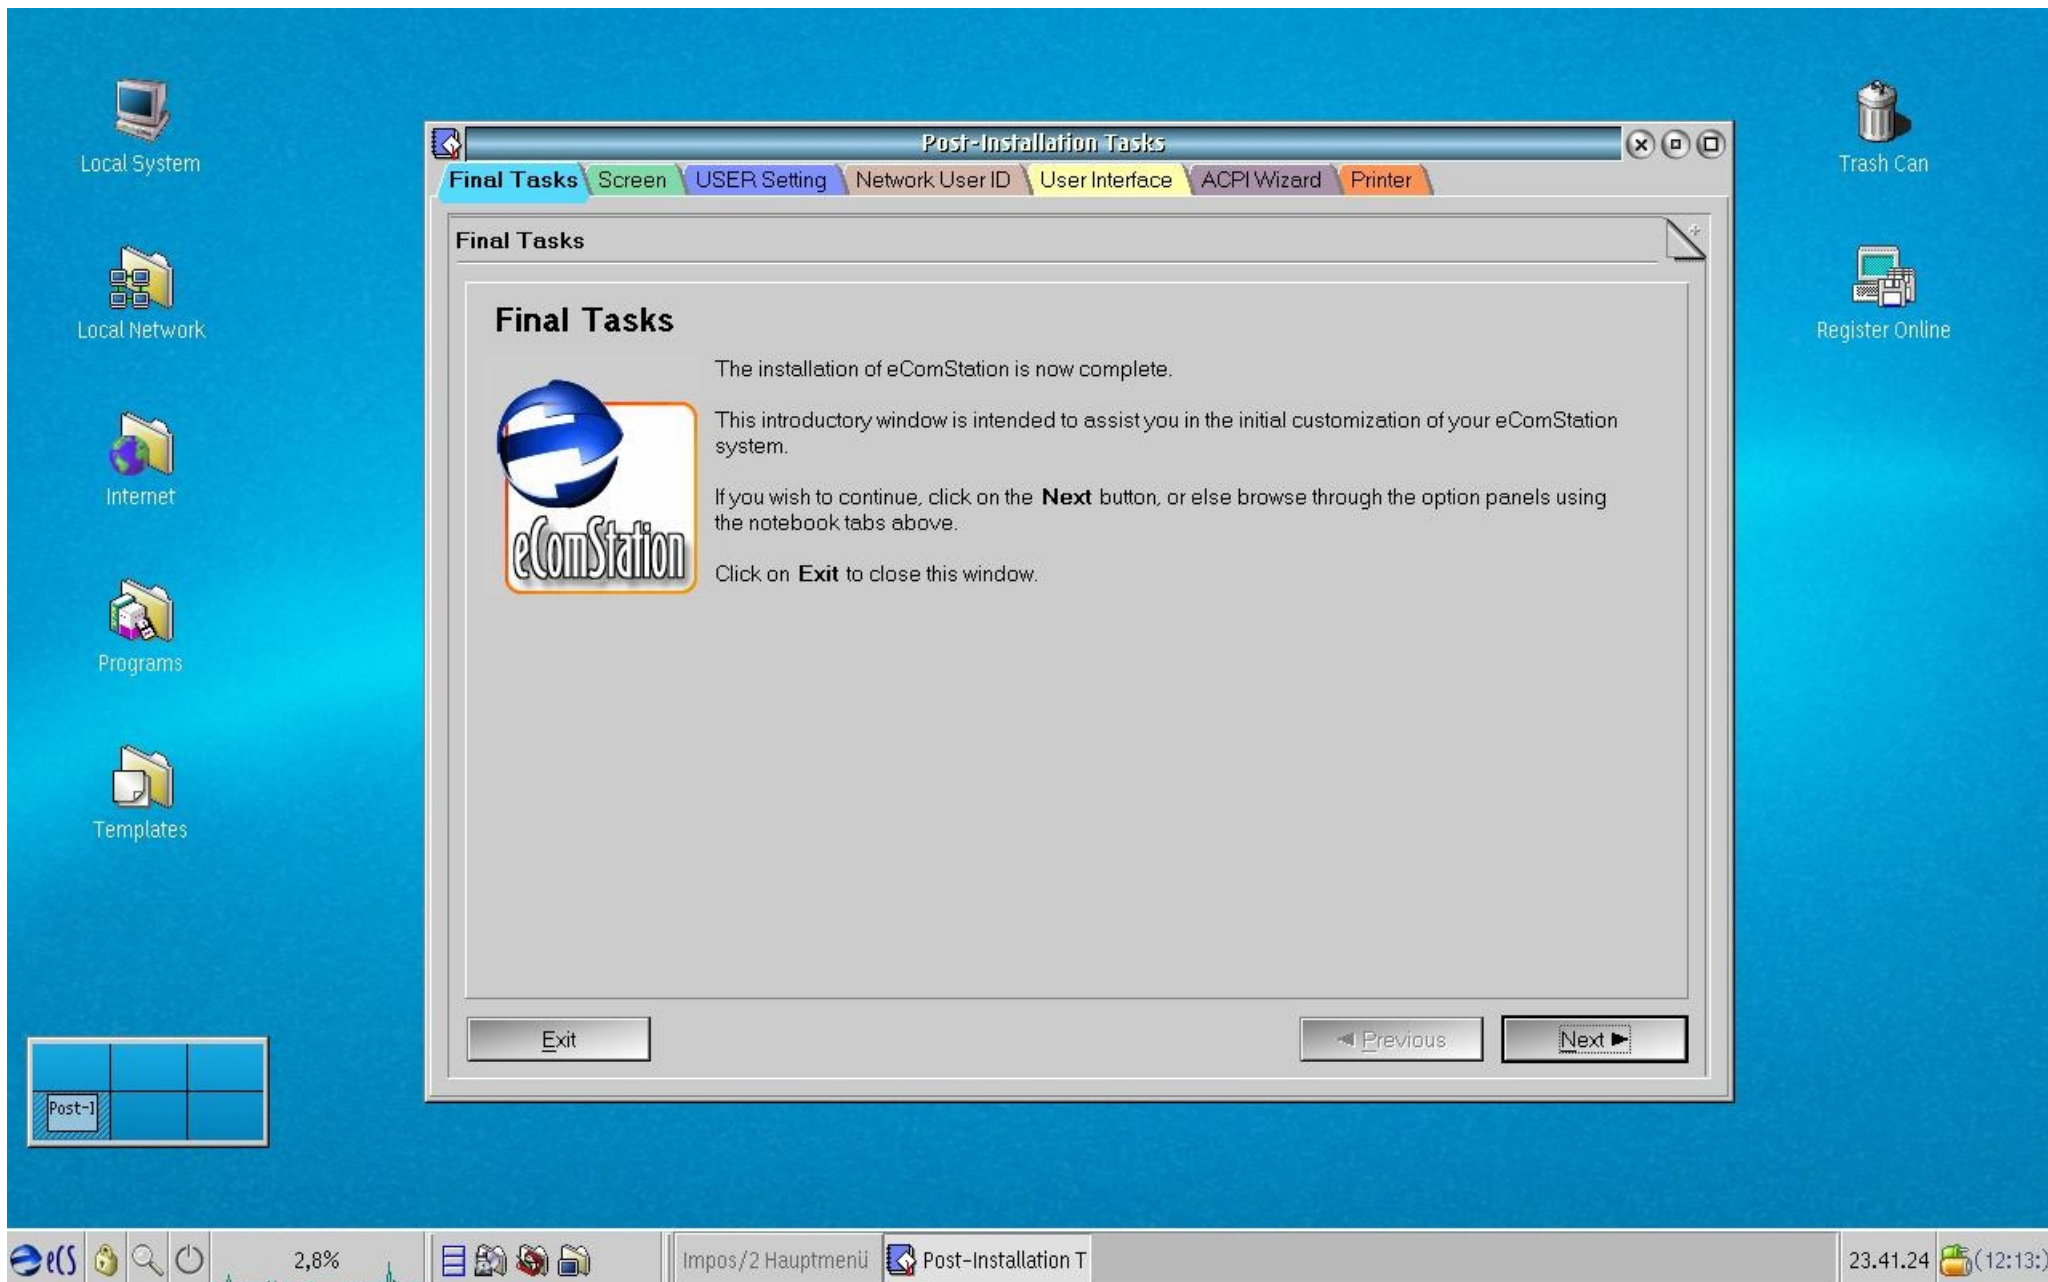 Local System
Local Network
Internet
Programs
Templates
Trash Can
Register Online
Post-Installation Tasks
Final Tasks Screen USER Setting Network User ID User Interface ACPI Wizard Printer
Final Tasks
Final Tasks
eComStation
The installation of eComStation is now complete.
This introductory window is intended to assist you in the initial customization of your eComStation
system.
If you wish to continue, click on the Next button, or else browse through the option panels using
the notebook tabs above.
Click on Exit to close this window.
Exit
Previous
Next
Post-I
eCS
2,8%
Impos/2 Hauptmenü
Post-Installation T
23.41.24
(12:13:)